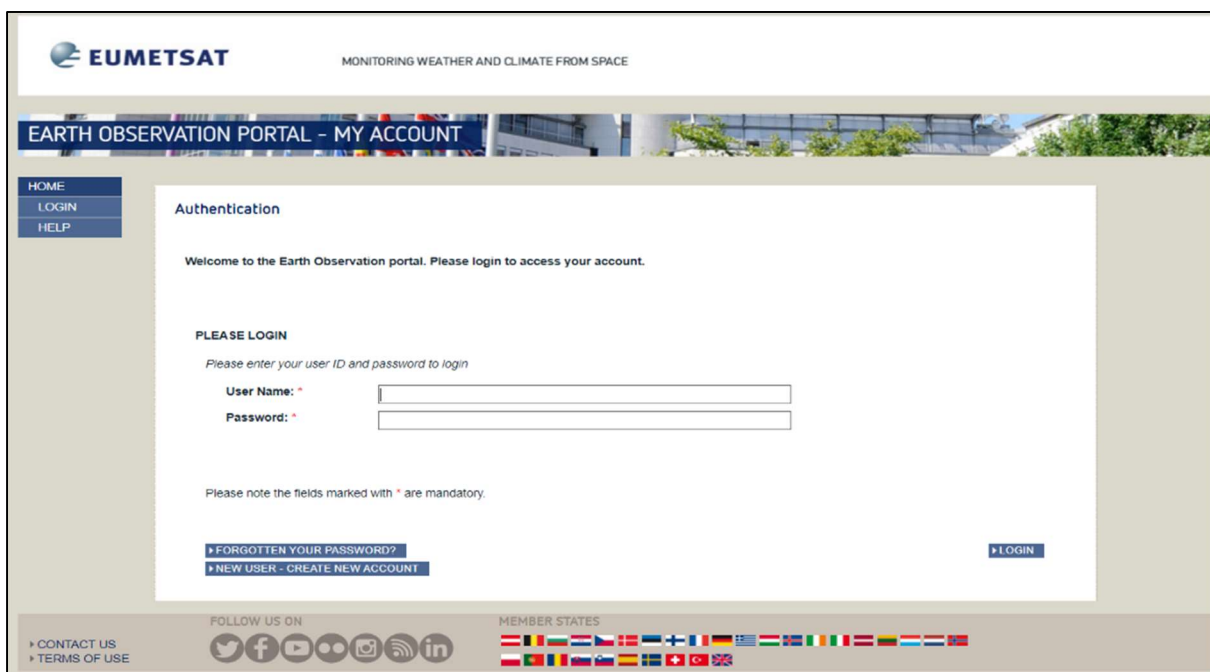 EUMETSAT
MONITORING WEATHER AND CLIMATE FROM SPACE
EARTH OBSERVATION PORTAL - MY ACCOUNT
HOME
LOGIN
HELP
Authentication
Welcome to the Earth Observation portal. Please login to access your account.
PLEASE LOGIN
Please enter your user ID and password to login
User Name: *
Password: *
Please note the fields marked with * are mandatory.
FORGOTTEN YOUR PASSWORD?
LOGIN
NEW USER - CREATE NEW ACCOUNT
FOLLOW US ON
MEMBER STATES
CONTACT US
TERMS OF USE